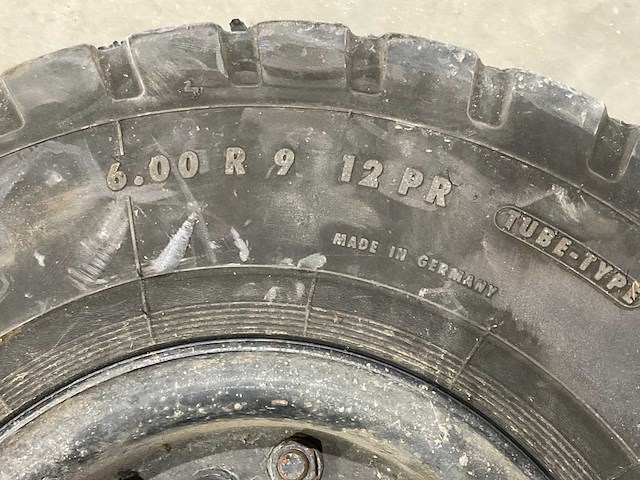 6.00 R 9 12 PR
MADE IN GERMANY
TUBE-TYPE